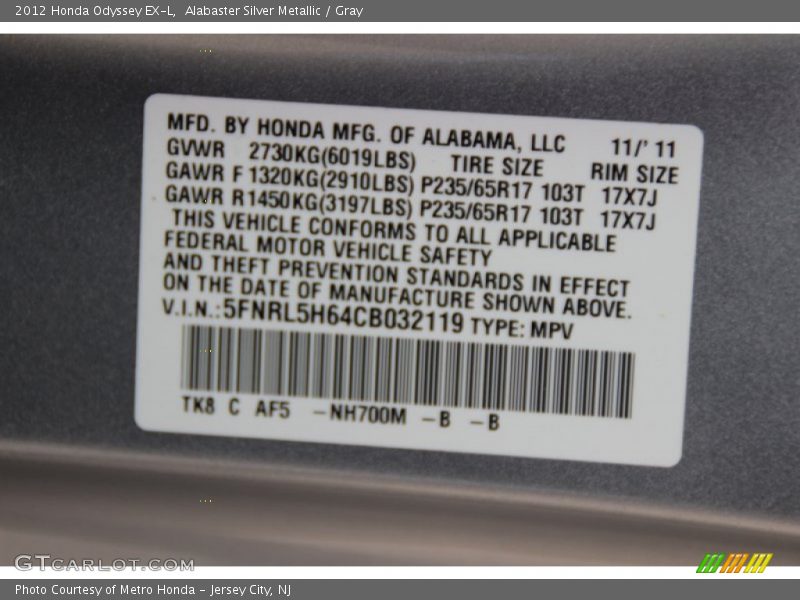 2012 Honda Odyssey EX-L,  Alabaster Silver Metallic / Gray
MFD. BY HONDA MFG. OF ALABAMA, LLC 11/' 11
GVWR 2730KG(6019LBS) TIRE SIZE RIM SIZE
GAWR F 1320KG(2910LBS) P235/65R17 103T 17X7J
GAWR R 1450KG(3197LBS) P235/65R17 103T 17X7J
THIS VEHICLE CONFORMS TO ALL APPLICABLE
FEDERAL MOTOR VEHICLE SAFETY
AND THEFT PREVENTION STANDARDS IN EFFECT
ON THE DATE OF MANUFACTURE SHOWN ABOVE.
V.I.N.:5FNRL5H64CB032119 TYPE: MPV
TK8 C AF5 -NH700M -B -B
GTCARLOT.COM
Photo Courtesy of Metro Honda - Jersey City, NJ